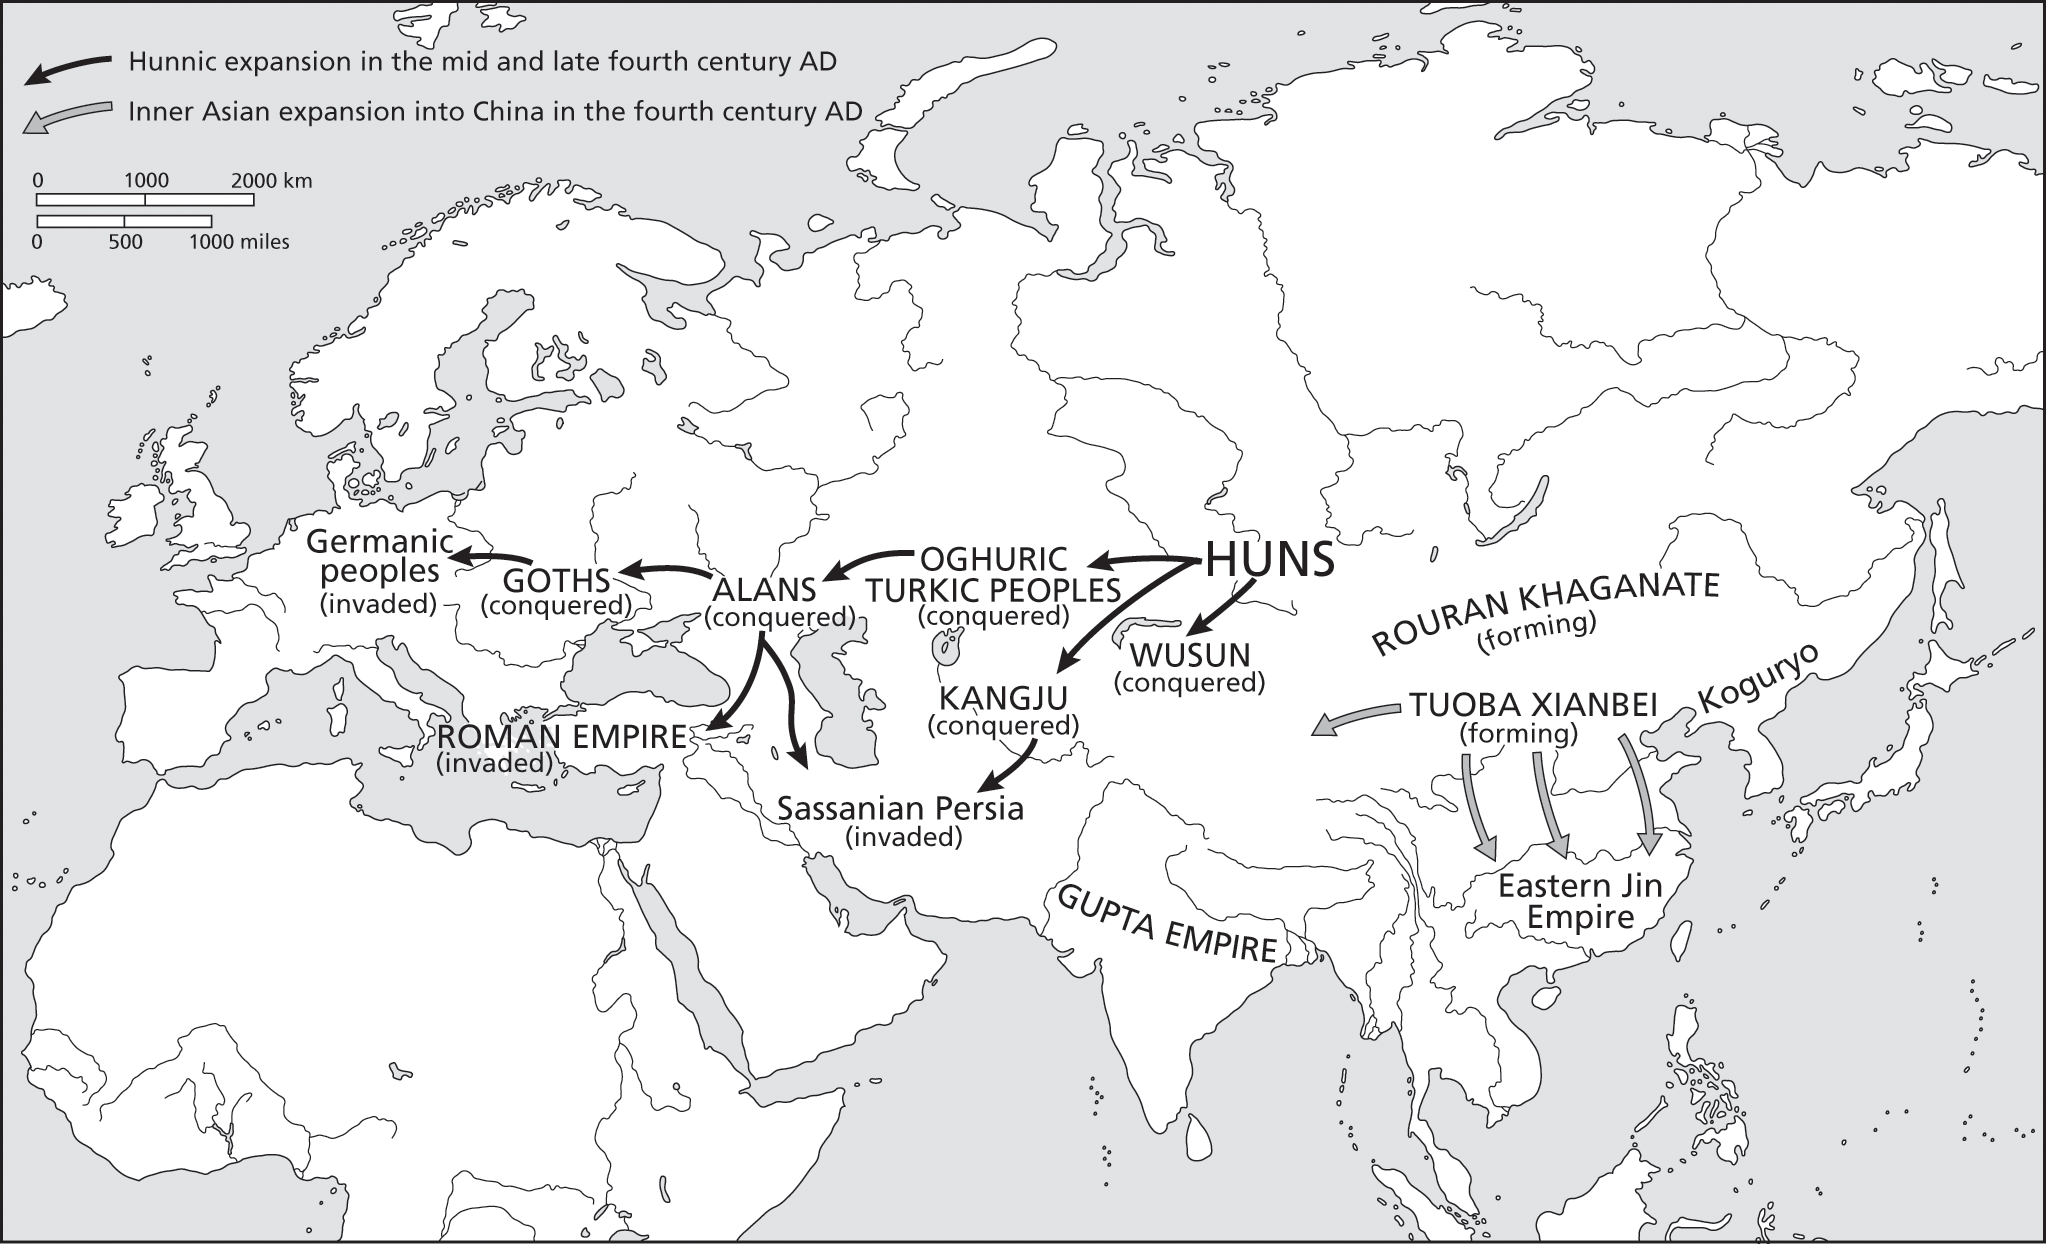 Hunnic expansion in the mid and late fourth century AD
Inner Asian expansion into China in the fourth century AD
0 1000 2000 km
0 500 1000 miles
Germanic
peoples
(invaded)
GOTHS
(conquered)
ALANS
(conquered)
OGHURIC
TURKIC PEOPLES
(conquered)
HUNS
WUSUN
(conquered)
KANGJU
(conquered)
ROURAN KHAGANATE
(forming)
TUOBA XIANBEI
(forming)
Koguryo
ROMAN EMPIRE
(invaded)
Sassanian Persia
(invaded)
GUPTA EMPIRE
Eastern Jin
Empire